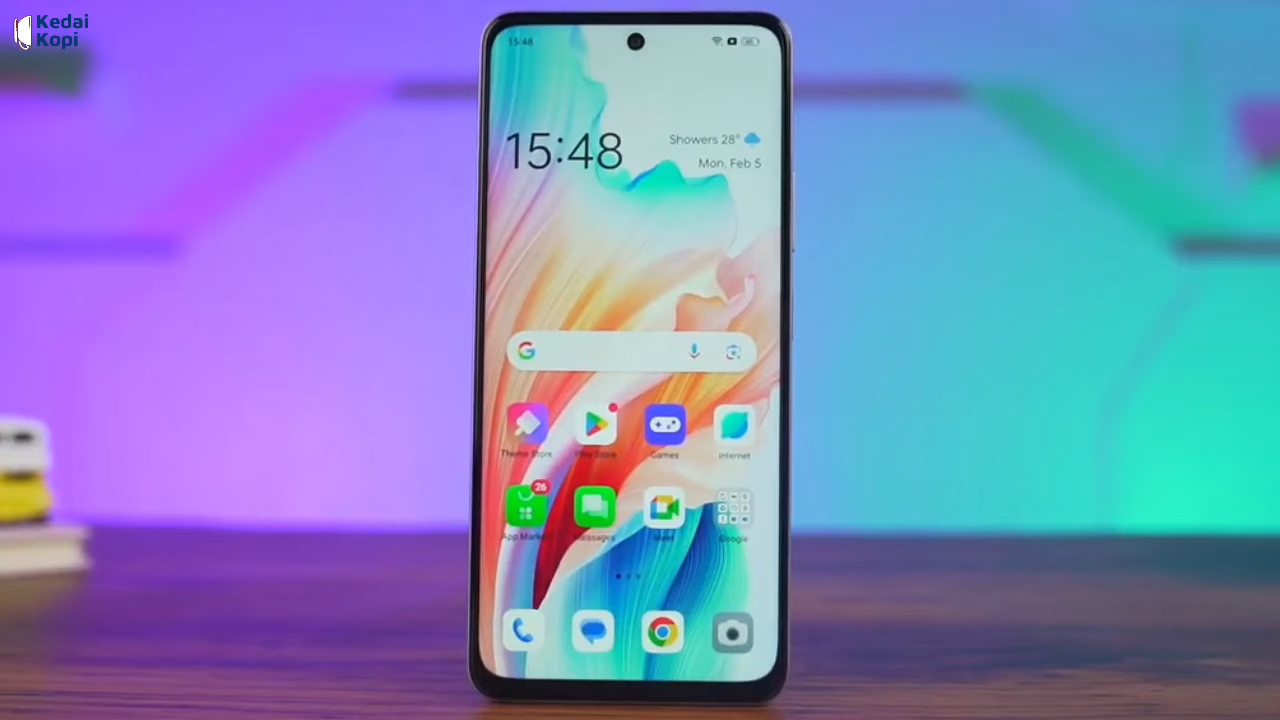 Kedai
Kopi
15:48
15:48
Showers 28°
Mon, Feb 5
Theme Store
Play Store
Games
Internet
26
App Market
Messages
Meet
Google